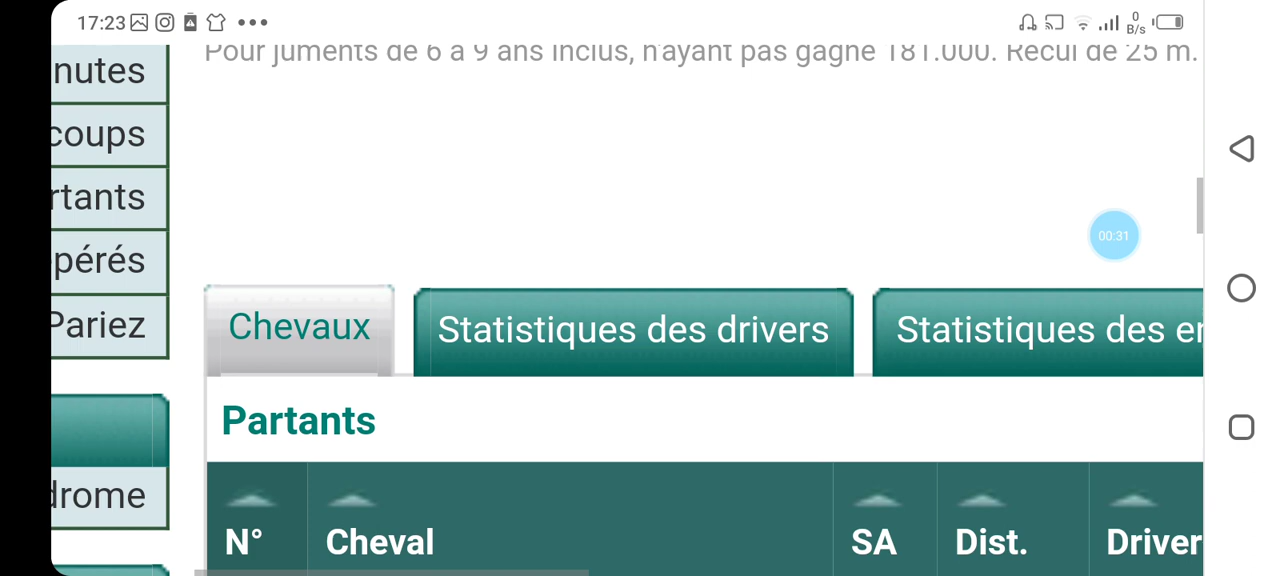 17:23
0
B/s
Pour juments de 6 à 9 ans inclus, n'ayant pas gagné 181.000. Recul de 25 m.
nutes
coups
rtants
pérés
Pariez
drome
00:31
Chevaux
Statistiques des drivers
Statistiques des er
Partants
N° Cheval SA Dist. Driver